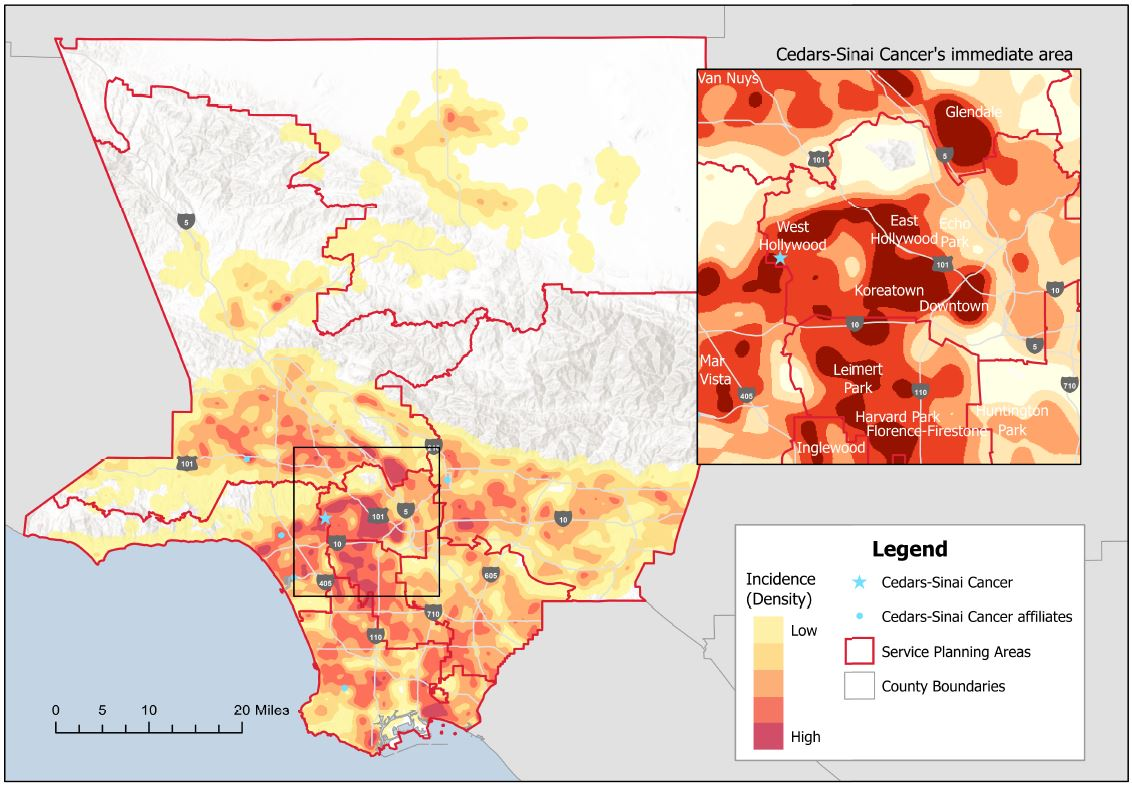 Cedars-Sinai Cancer's immediate area
Van Nuys
Glendale
101
5
West
Hollywood
East
Hollywood
Echo
Park
101
Koreatown
Downtown
10
10
5
Mar
Vista
405
Leimert
Park
110
710
Harvard Park
Florence-Firestone
Huntington
Park
Inglewood
5
101
101
5
10
10
405
605
710
110
0 5 10 20 Miles
Legend
Incidence
(Density)
Low
High
Cedars-Sinai Cancer
Cedars-Sinai Cancer affiliates
Service Planning Areas
County Boundaries